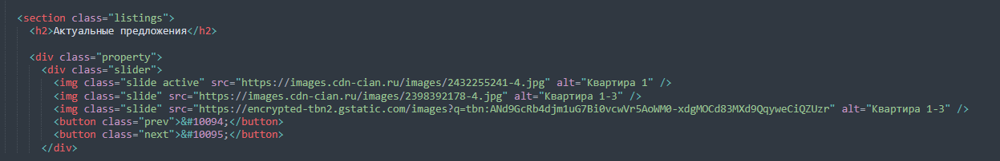 <section class="listings">
<h2>Актуальные предложения</h2>
<div class="property">
<div class="slider">
<img class="slide active" src="https://images.cdn-cian.ru/images/2432255241-4.jpg" alt="Квартира 1" />
<img class="slide" src="https://images.cdn-cian.ru/images/2398392178-4.jpg" alt="Квартира 1-3" />
<img class="slide" src="https://encrypted-tbn2.gstatic.com/images?q=tbn:ANd9GcRb4djm1uG7Bi0vcwVr5AoWM0-xdgMOCd83MXd9QqyweCiQZUzr" alt="Квартира 1-3" />
<button class="prev">&#10094;</button>
<button class="next">&#10095;</button>
</div>